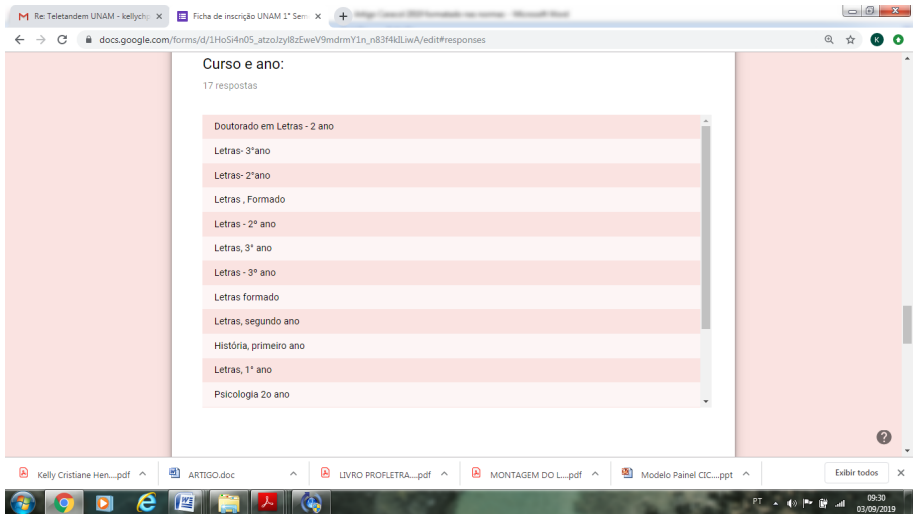 Re: Teletandem UNAM - kellychp
Ficha de inscrição UNAM 1° Sem
docs.google.com/forms/d/1HoSi4n05_atzoJzyl8zEweV9mdrmY1n_n83f4kILiwA/edit#responses
K
Curso e ano:
17 respostas
Doutorado em Letras - 2 ano
Letras- 3°ano
Letras- 2°ano
Letras , Formado
Letras - 2º ano
Letras, 3° ano
Letras - 3º ano
Letras formado
Letras, segundo ano
História, primeiro ano
Letras, 1° ano
Psicologia 2o ano
Kelly Cristiane Hen....pdf
ARTIGO.doc
LIVRO PROFLETRA....pdf
MONTAGEM DO L....pdf
Modelo Painel CIC....ppt
Exibir todos
PT
09:30
03/09/2019